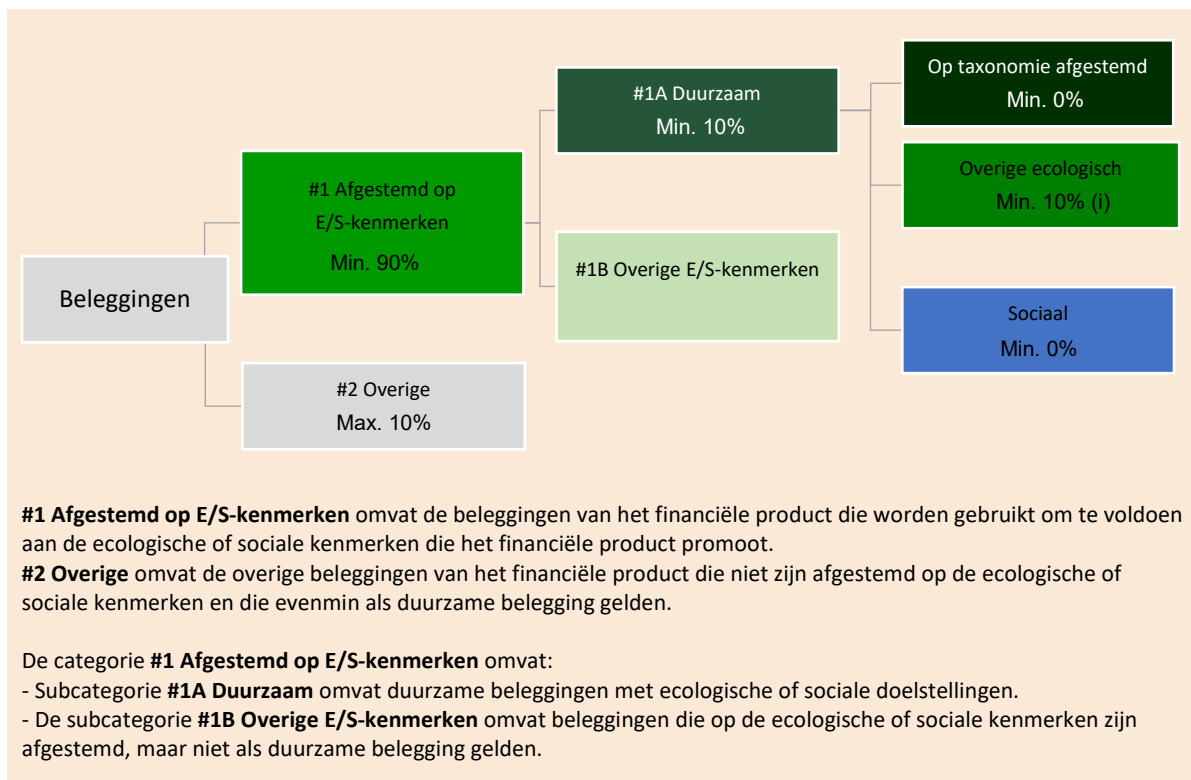 Beleggingen
#1 Afgestemd op
E/S-kenmerken
Min. 90%
#2 Overige
Max. 10%
#1A Duurzaam
Min. 10%
#1B Overige E/S-kenmerken
Op taxonomie afgestemd
Min. 0%
Overige ecologisch
Min. 10% (i)
Sociaal
Min. 0%
#1 Afgestemd op E/S-kenmerken omvat de beleggingen van het financiële product die worden gebruikt om te voldoen
aan de ecologische of sociale kenmerken die het financiële product promoot.
#2 Overige omvat de overige beleggingen van het financiële product die niet zijn afgestemd op de ecologische of
sociale kenmerken en die evenmin als duurzame belegging gelden.
De categorie #1 Afgestemd op E/S-kenmerken omvat:
- Subcategorie #1A Duurzaam omvat duurzame beleggingen met ecologische of sociale doelstellingen.
- De subcategorie #1B Overige E/S-kenmerken omvat beleggingen die op de ecologische of sociale kenmerken zijn
afgestemd, maar niet als duurzame belegging gelden.